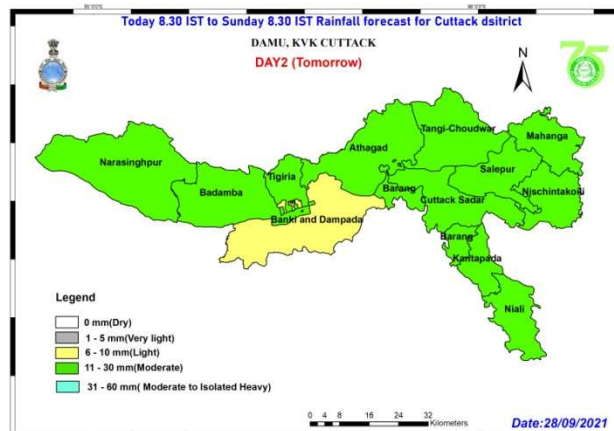 Today 8.30 IST to Sunday 8.30 IST Rainfall forecast for Cuttack dsitrict
DAMU, KVK CUTTACK
DAY2 (Tomorrow)
N
75
Narasinghpur
Badamba
Tigiria
Athagad
Tangi-Choudwar
Mahanga
Salepur
Nischintakoili
Barang
Cuttack Sadar
Banki and Dampada
Barang
Kantapada
Niali
Legend
0 mm(Dry)
1 - 5 mm(Very light)
6 - 10 mm(Light)
11 - 30 mm(Moderate)
31 - 60 mm( Moderate to Isolated Heavy)
0 4 8 16 24 32
Kilometers
Date:28/09/2021